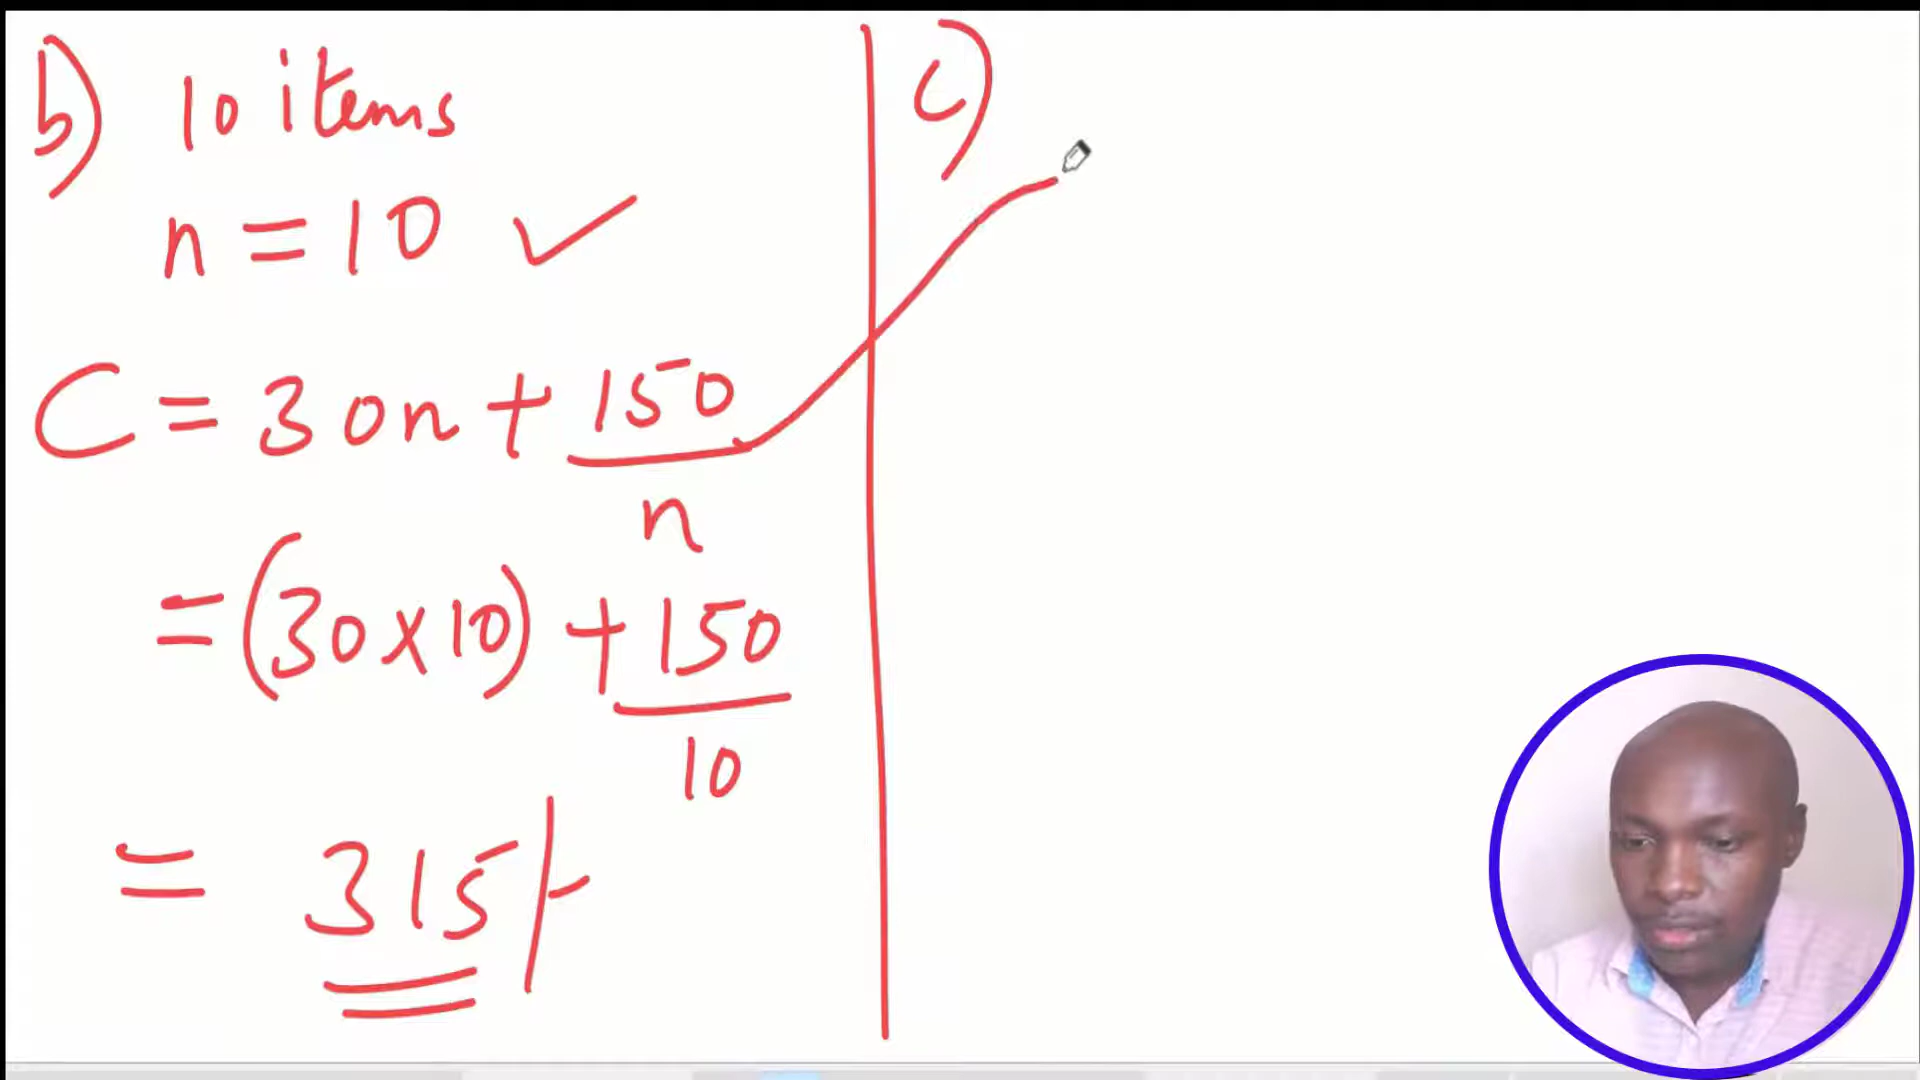 b) 10 items
n = 10 ✓
C = 30n + 150/n
= (30 × 10) + 150/10
= 315/-
c)